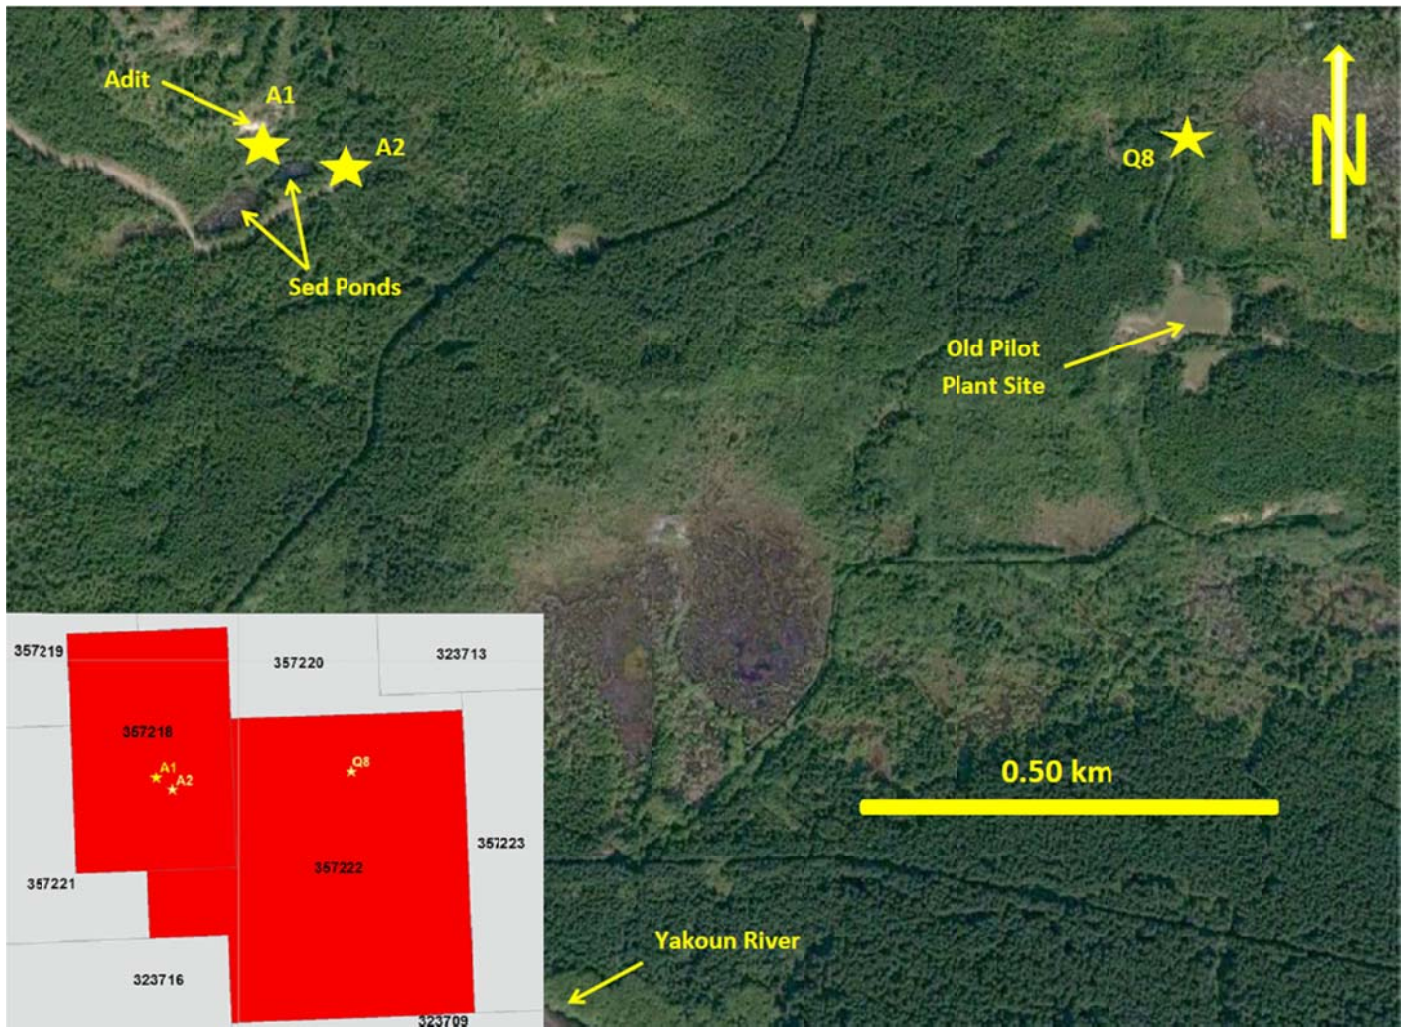 Adit
A1
A2
Sed Ponds
Q8
N
Old Pilot
Plant Site
0.50 km
Yakoun River
357219
357220
323713
357218
A1
A2
Q8
357223
357222
357221
323716
323709